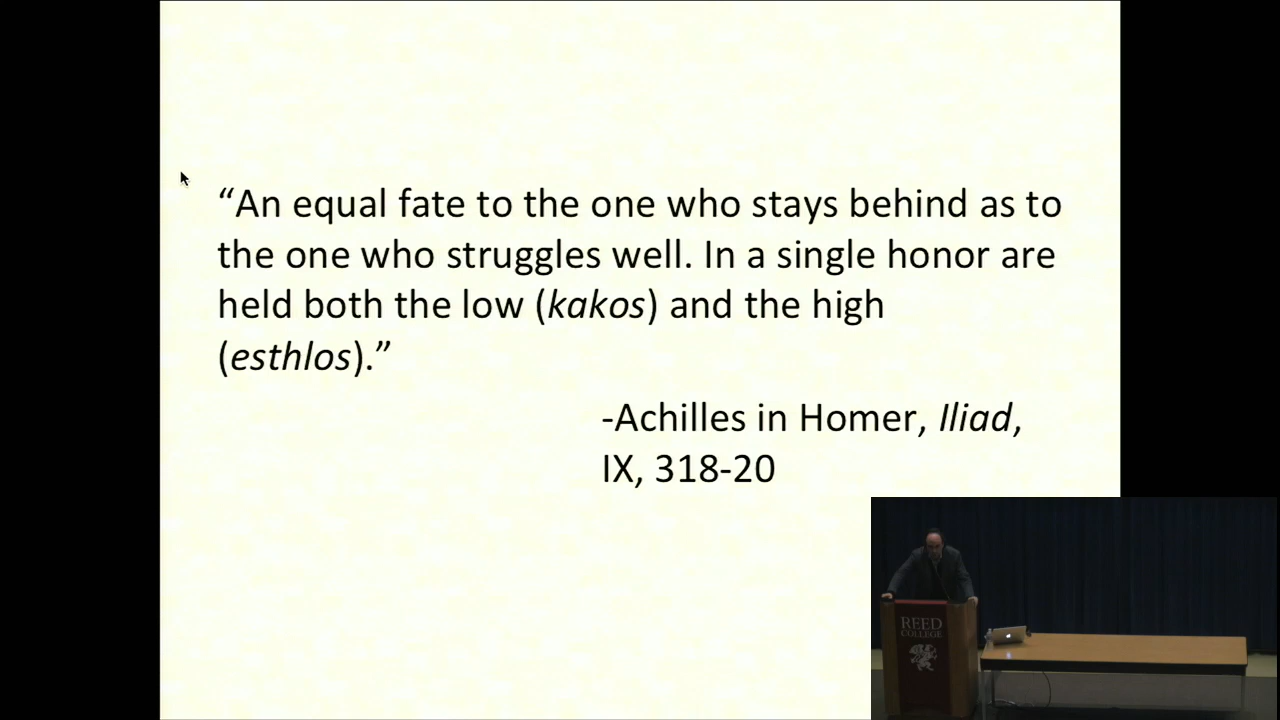 “An equal fate to the one who stays behind as to
the one who struggles well. In a single honor are
held both the low (kakos) and the high
(esthlos).”
-Achilles in Homer, Iliad,
IX, 318-20
REED
COLLEGE